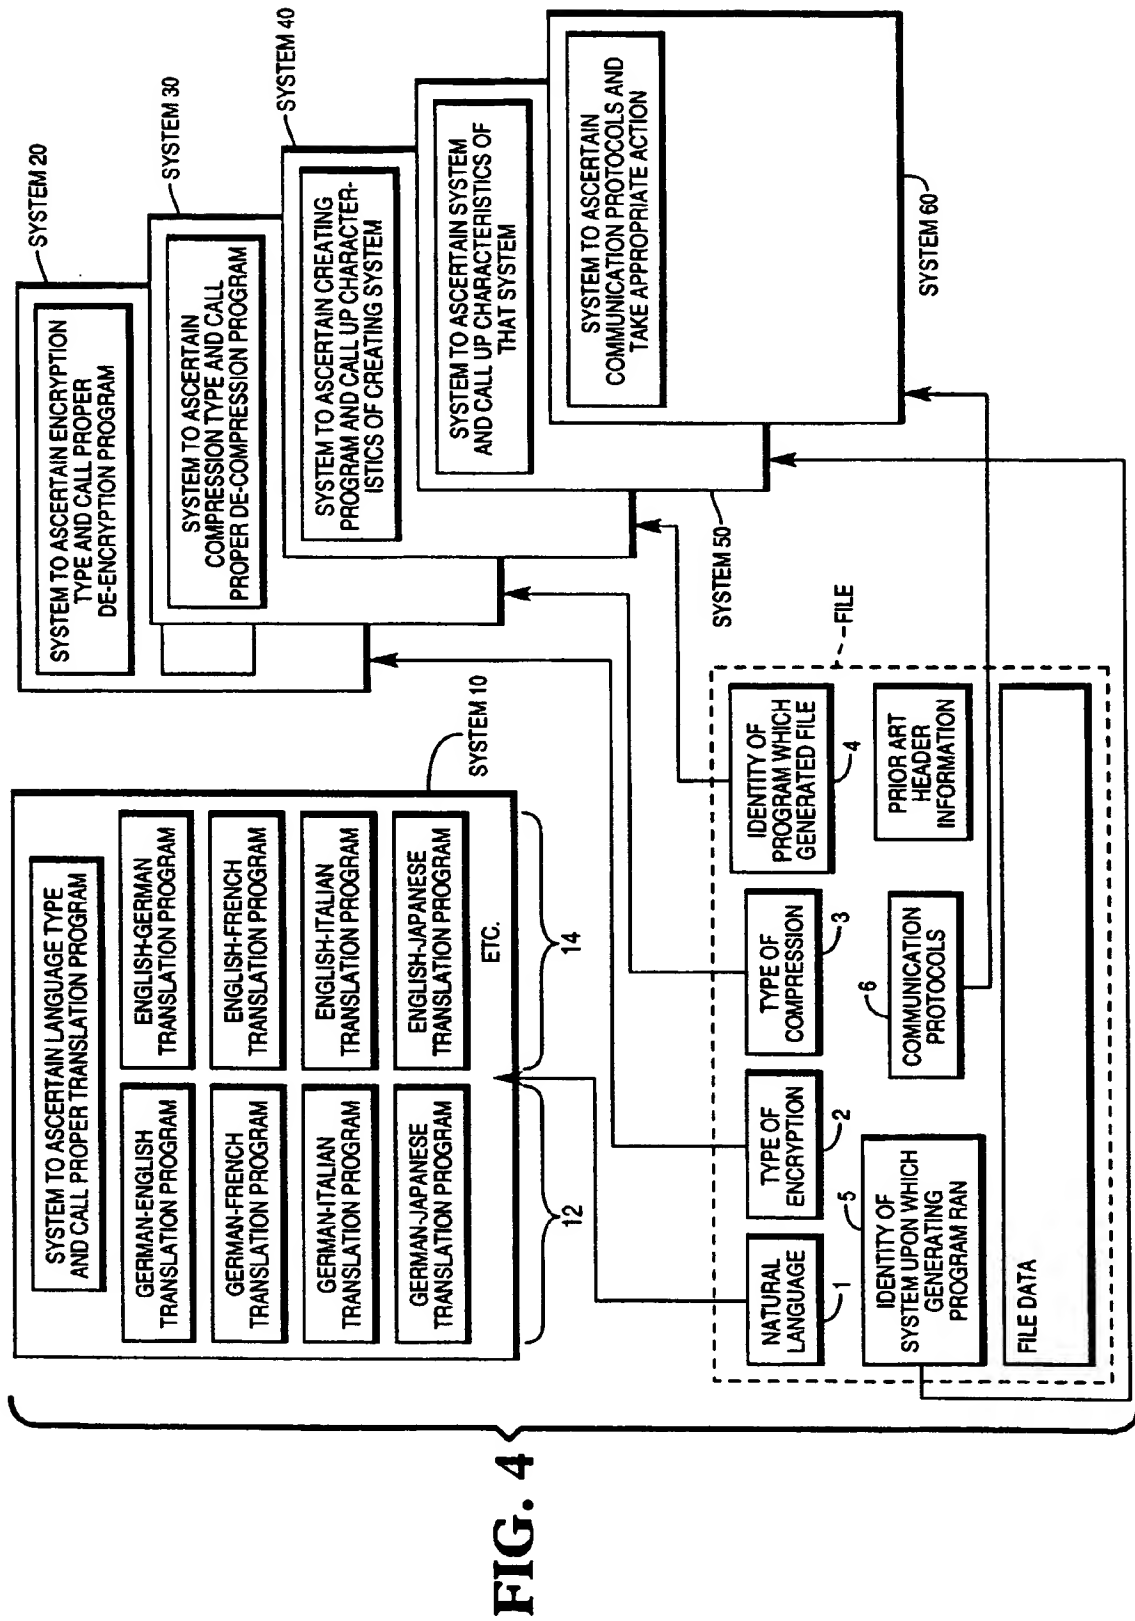 SYSTEM TO ASCERTAIN LANGUAGE TYPE
AND CALL PROPER TRANSLATION PROGRAM
GERMAN-ENGLISH
TRANSLATION PROGRAM
ENGLISH-GERMAN
TRANSLATION PROGRAM
GERMAN-FRENCH
TRANSLATION PROGRAM
ENGLISH-FRENCH
TRANSLATION PROGRAM
GERMAN-ITALIAN
TRANSLATION PROGRAM
ENGLISH-ITALIAN
TRANSLATION PROGRAM
GERMAN-JAPANESE
TRANSLATION PROGRAM
ENGLISH-JAPANESE
TRANSLATION PROGRAM
ETC.
12
14
SYSTEM 10
SYSTEM TO ASCERTAIN ENCRYPTION
TYPE AND CALL PROPER
DE-ENCRYPTION PROGRAM
SYSTEM 20
SYSTEM TO ASCERTAIN
COMPRESSION TYPE AND CALL
PROPER DE-COMPRESSION PROGRAM
SYSTEM 30
SYSTEM TO ASCERTAIN CREATING
PROGRAM AND CALL UP CHARACTER-
ISTICS OF CREATING SYSTEM
SYSTEM 40
SYSTEM TO ASCERTAIN SYSTEM
AND CALL UP CHARACTERISTICS OF
THAT SYSTEM
SYSTEM 50
SYSTEM TO ASCERTAIN
COMMUNICATION PROTOCOLS AND
TAKE APPROPRIATE ACTION
SYSTEM 60
FILE
NATURAL
LANGUAGE
1
TYPE OF
ENCRYPTION
2
TYPE OF
COMPRESSION
3
IDENTITY OF
PROGRAM WHICH
GENERATED FILE
4
5
IDENTITY OF
SYSTEM UPON WHICH
GENERATING
PROGRAM RAN
6
COMMUNICATION
PROTOCOLS
PRIOR ART
HEADER
INFORMATION
FILE DATA
FIG. 4